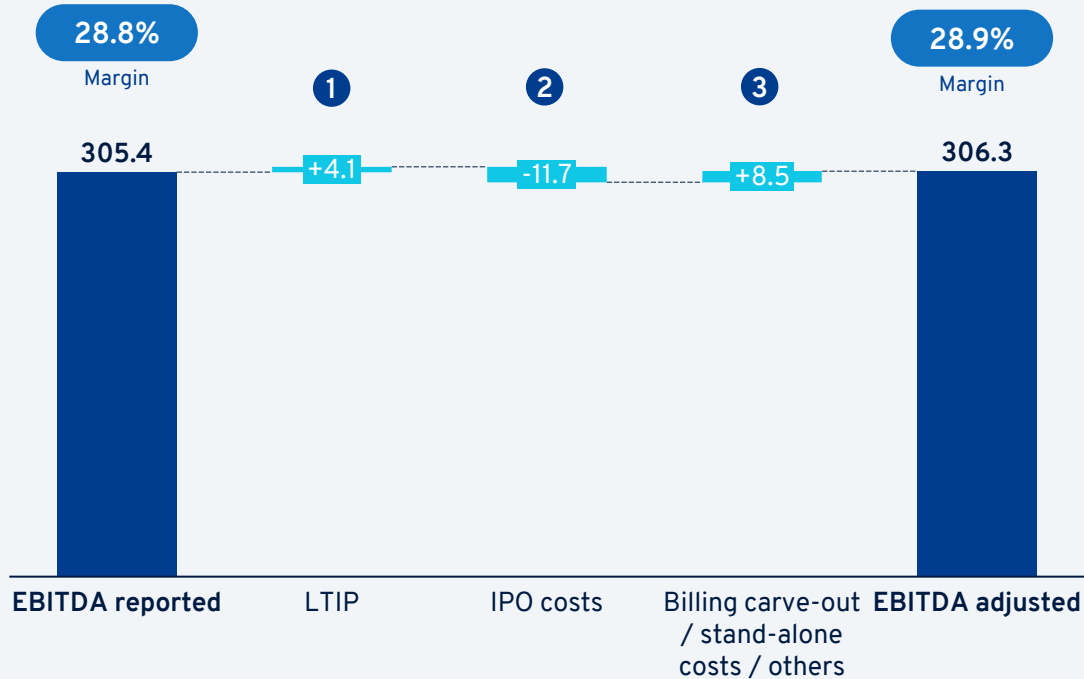 28.8%
Margin
28.9%
Margin
1
2
3
305.4
+4.1
-11.7
+8.5
306.3
EBITDA reported
LTIP
IPO costs
Billing carve-out
/ stand-alone
costs / others
EBITDA adjusted